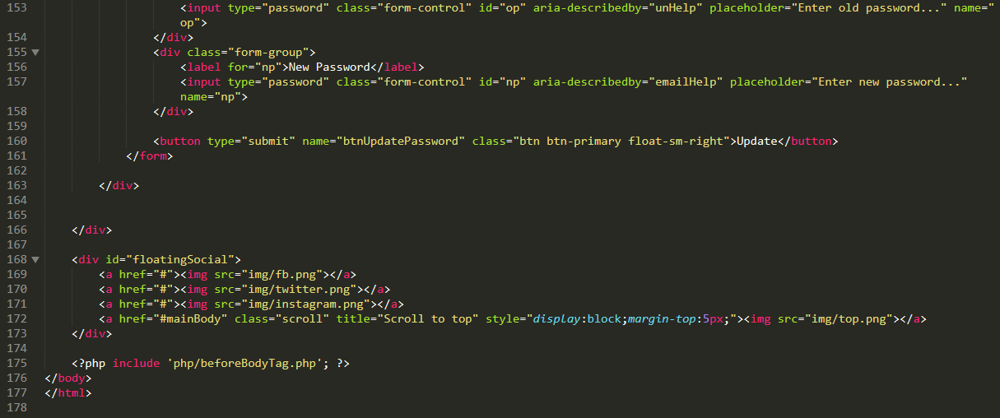 153 <input type="password" class="form-control" id="op" aria-describedby="unHelp" placeholder="Enter old password..." name="
op">
154 </div>
155 <div class="form-group">
156 <label for="np">New Password</label>
157 <input type="password" class="form-control" id="np" aria-describedby="emailHelp" placeholder="Enter new password..."
name="np">
158 </div>
159
160 <button type="submit" name="btnUpdatePassword" class="btn btn-primary float-sm-right">Update</button>
161 </form>
162
163 </div>
164
165
166 </div>
167
168 <div id="floatingSocial">
169 <a href="#"><img src="img/fb.png"></a>
170 <a href="#"><img src="img/twitter.png"></a>
171 <a href="#"><img src="img/instagram.png"></a>
172 <a href="#mainBody" class="scroll" title="Scroll to top" style="display:block;margin-top:5px;"><img src="img/top.png"></a>
173 </div>
174
175 <?php include 'php/beforeBodyTag.php'; ?>
176 </body>
177 </html>
178